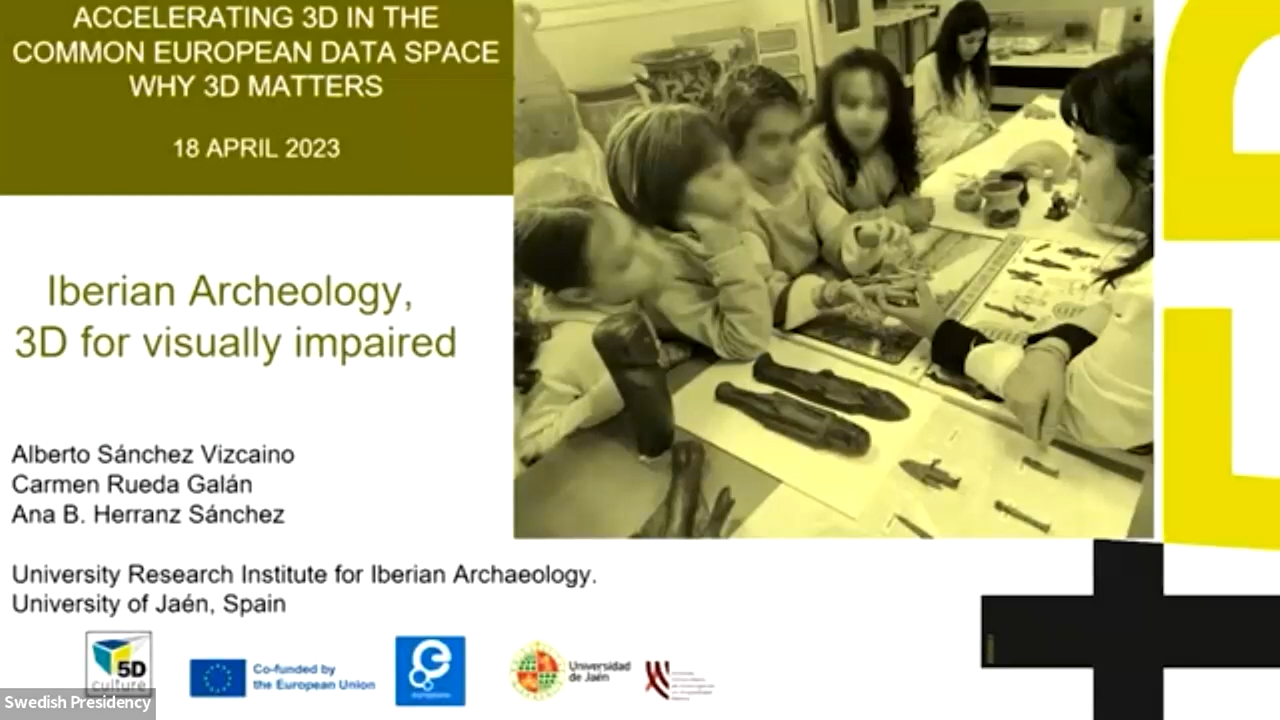 ACCELERATING 3D IN THE
COMMON EUROPEAN DATA SPACE
WHY 3D MATTERS
18 APRIL 2023
Iberian Archeology,
3D for visually impaired
Alberto Sánchez Vizcaino
Carmen Rueda Galán
Ana B. Herranz Sánchez
University Research Institute for Iberian Archaeology.
University of Jaén, Spain
5D
culture
Co-funded by
the European Union
Universidad
de Jaén
Swedish Presidency